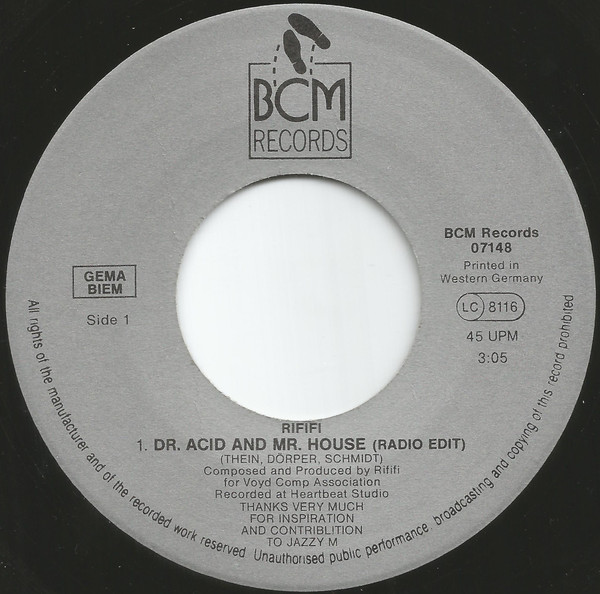 BCM
RECORDS
BCM Records
07148
Printed in
Western Germany
LC 8116
45 UPM
3:05
GEMA
BIEM
Side 1
RIFIFI
1. DR. ACID AND MR. HOUSE (RADIO EDIT)
(THEIN, DÖRPER, SCHMIDT)
Composed and Produced by Rififi
for Voyd Comp Association
Recorded at Heartbeat Studio
THANKS VERY MUCH
FOR INSPIRATION
AND CONTRIBLITION
TO JAZZY M
All rights of the manufacturer and of the recorded work reserved. Unauthorised public performance, broadcasting and copying of this record prohibited